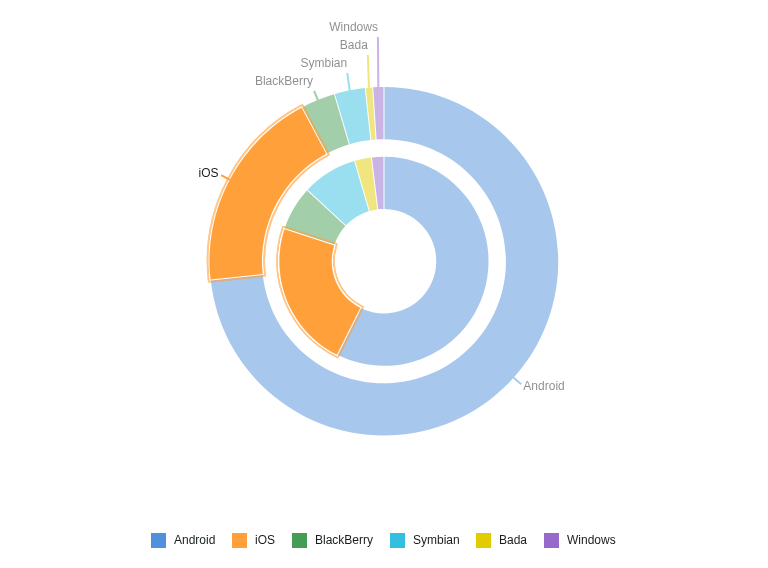 Windows
Bada
Symbian
BlackBerry
iOS
Android
Android iOS BlackBerry Symbian Bada Windows